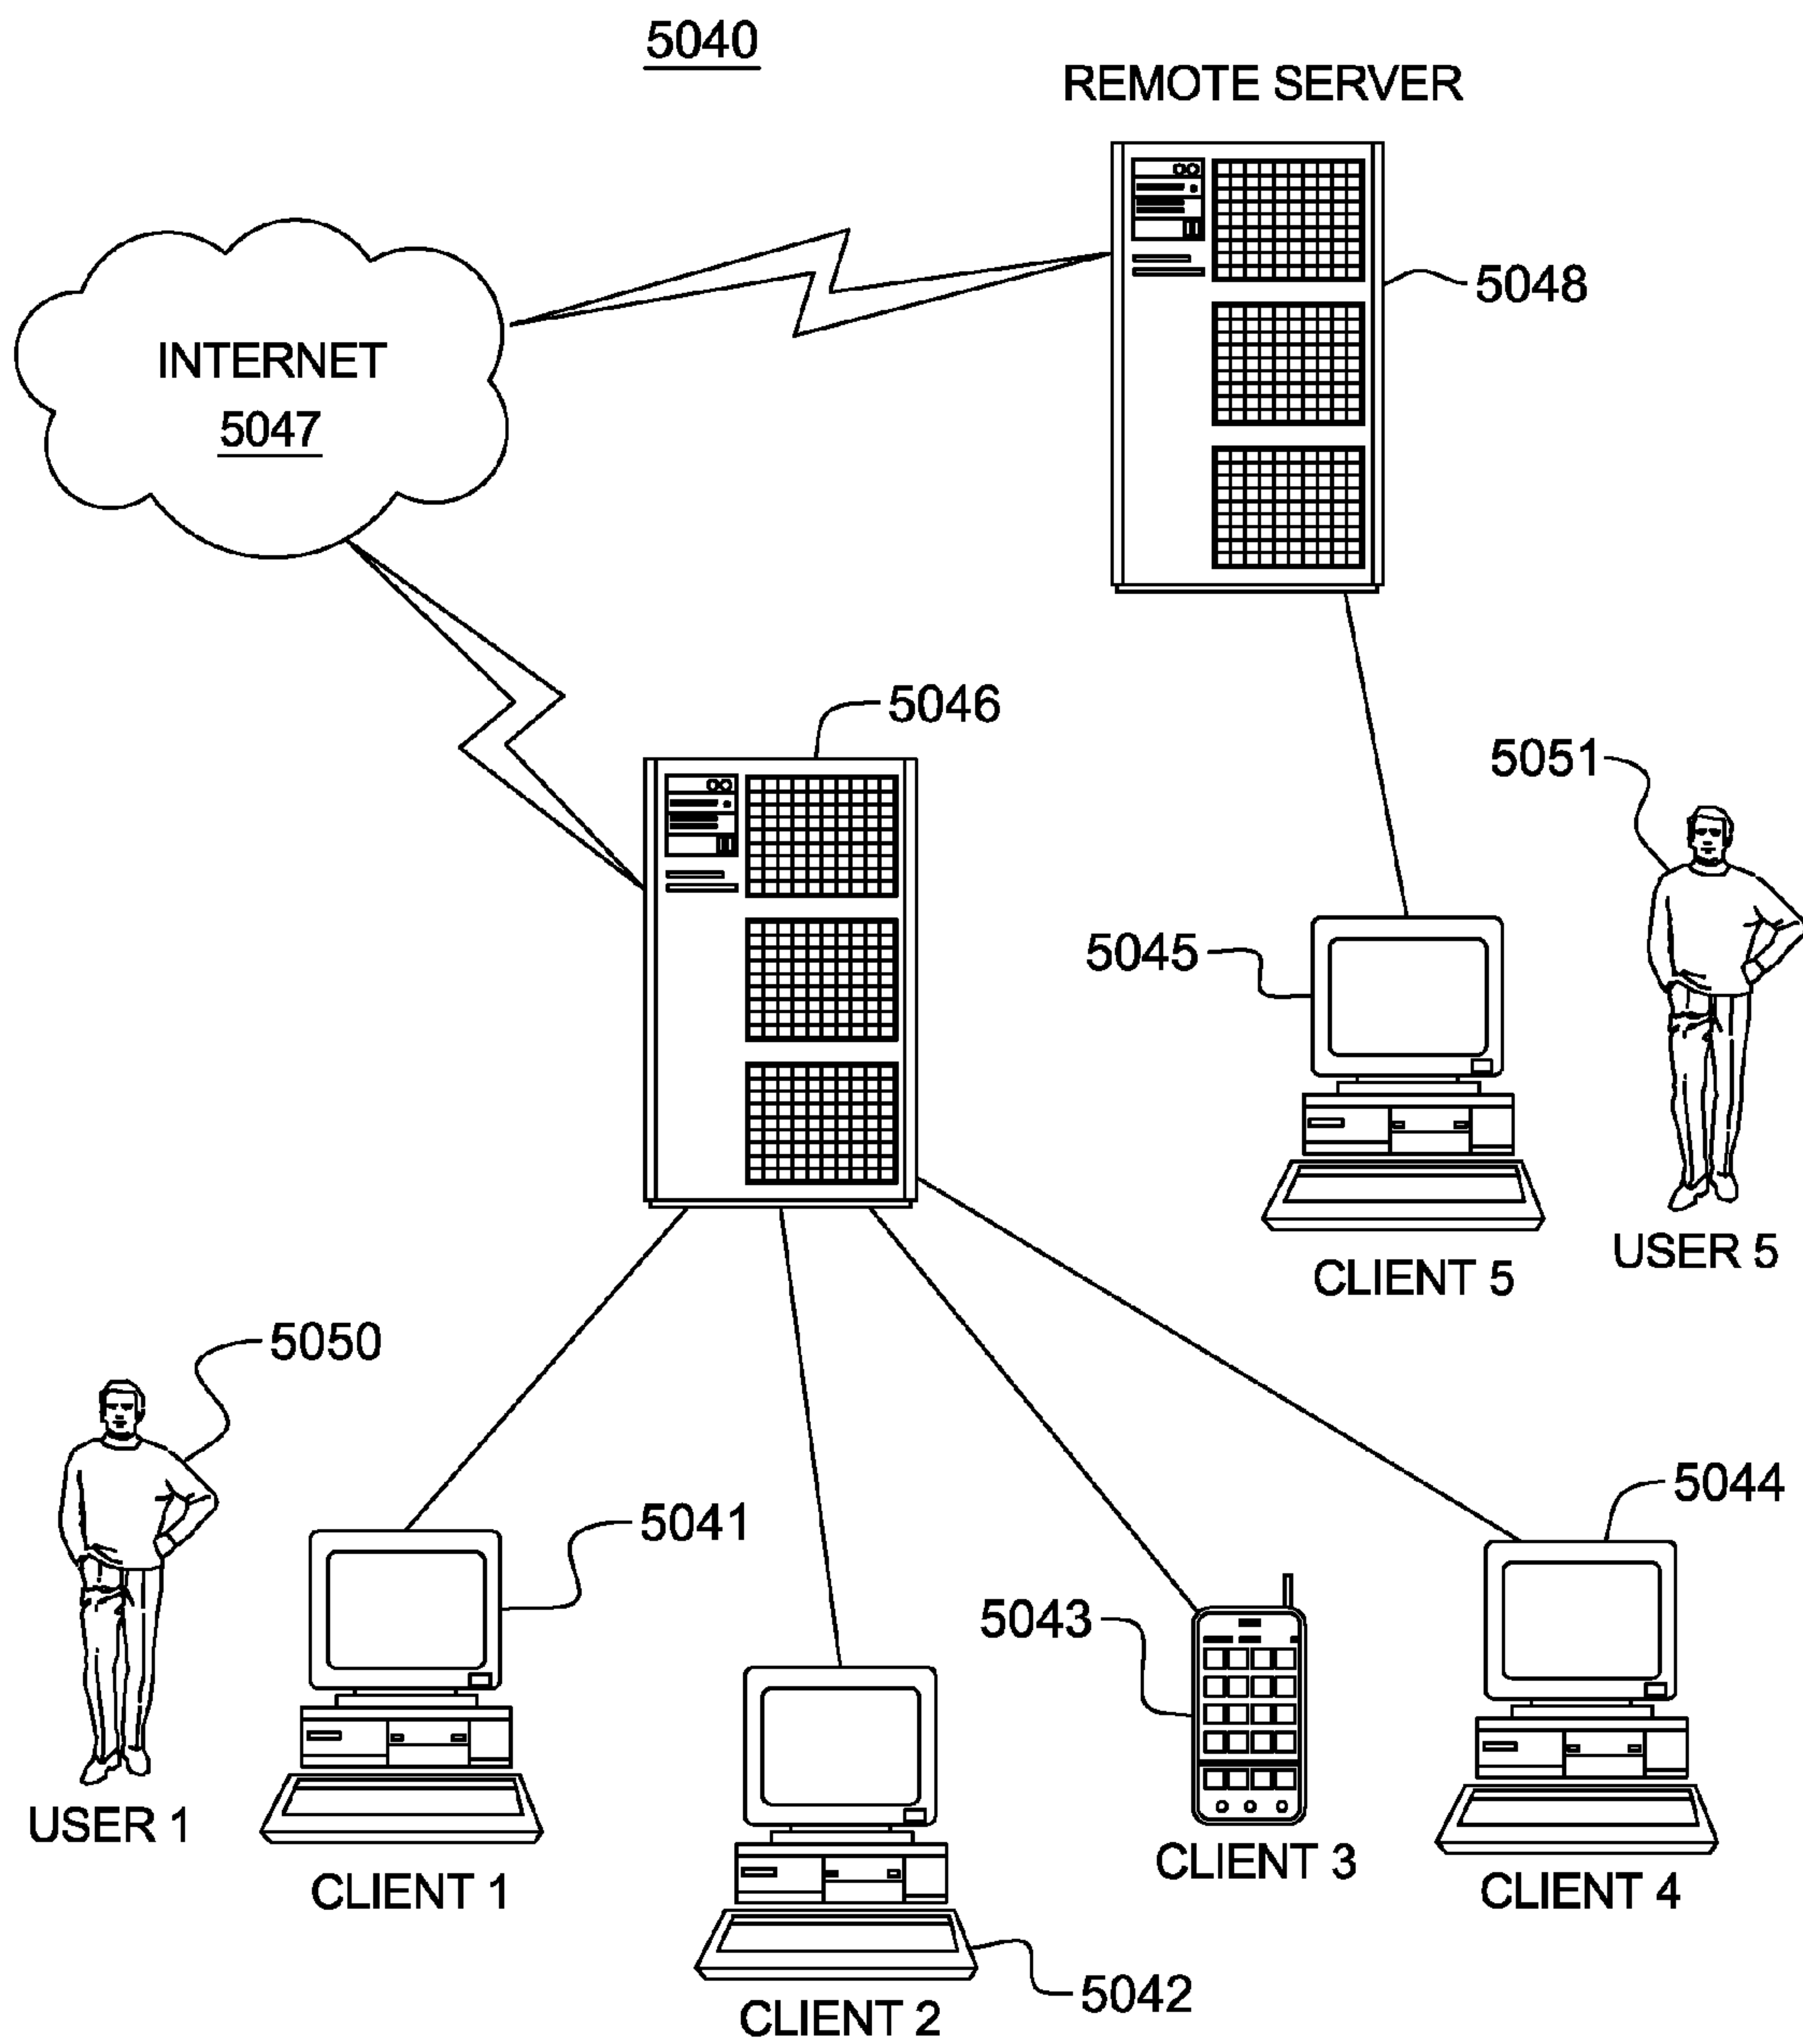 5040
REMOTE SERVER
5048
INTERNET
5047
5046
5051
5045
USER 5
CLIENT 5
5050
5044
5041
5043
USER 1
CLIENT 3
CLIENT 1
CLIENT 4
5042
CLIENT 2